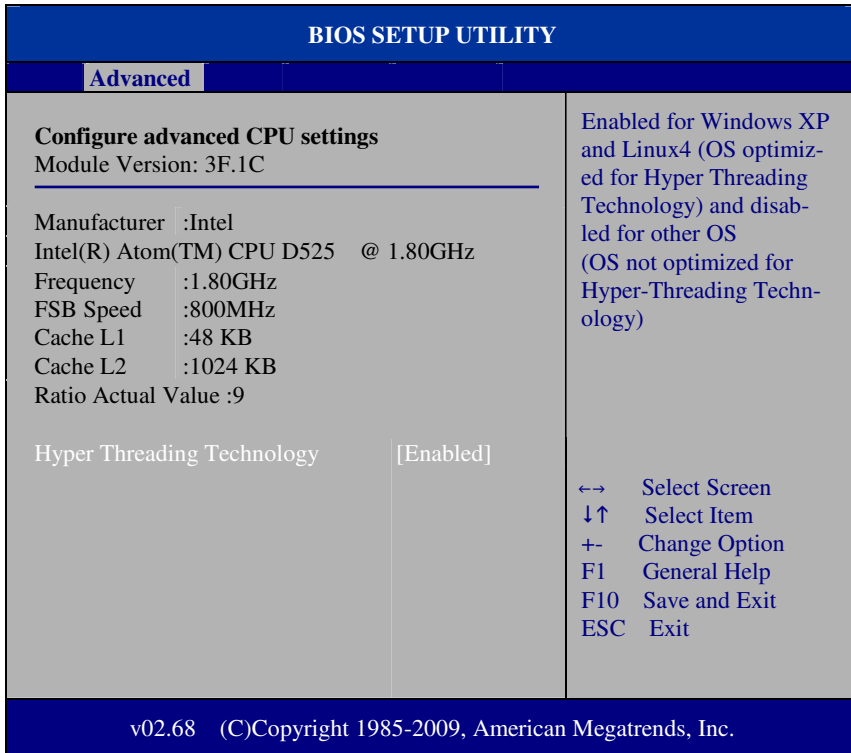 BIOS SETUP UTILITY
Advanced
Configure advanced CPU settings
Module Version: 3F.1C
Manufacturer :Intel
Intel(R) Atom(TM) CPU D525 @ 1.80GHz
Frequency :1.80GHz
FSB Speed :800MHz
Cache L1 :48 KB
Cache L2 :1024 KB
Ratio Actual Value :9
Hyper Threading Technology [Enabled]
Enabled for Windows XP
and Linux4 (OS optimiz-
ed for Hyper Threading
Technology) and disab-
led for other OS
(OS not optimized for
Hyper-Threading Techn-
ology)
←→ Select Screen
↓↑ Select Item
+- Change Option
F1 General Help
F10 Save and Exit
ESC Exit
v02.68 (C)Copyright 1985-2009, American Megatrends, Inc.